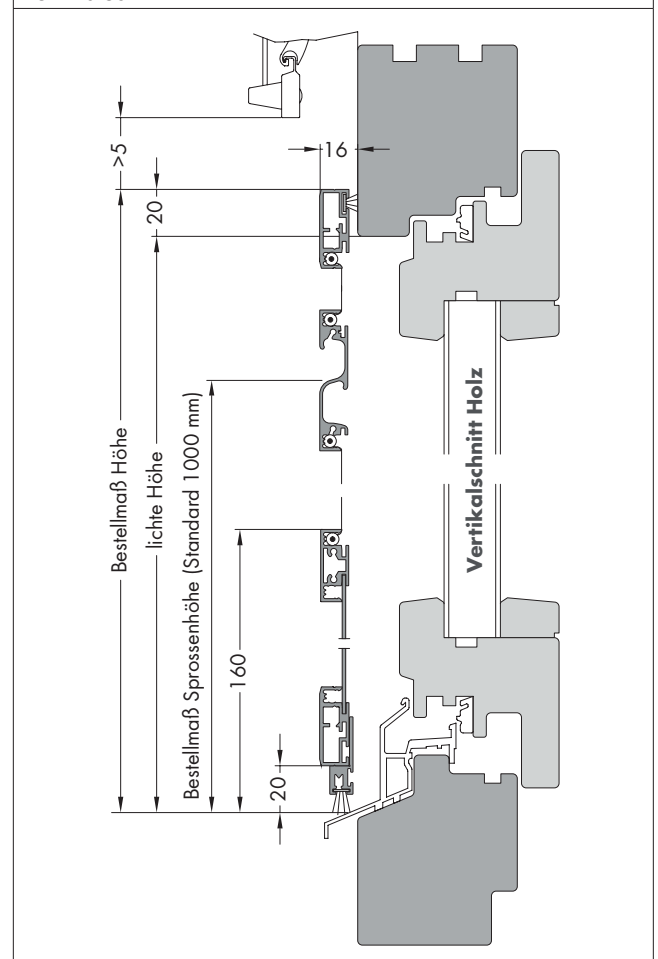 >5
16
20
Bestellmaß Höhe
lichte Höhe
Bestellmaß Sprossenhöhe (Standard 1000 mm)
160
20
Vertikalschnitt Holz